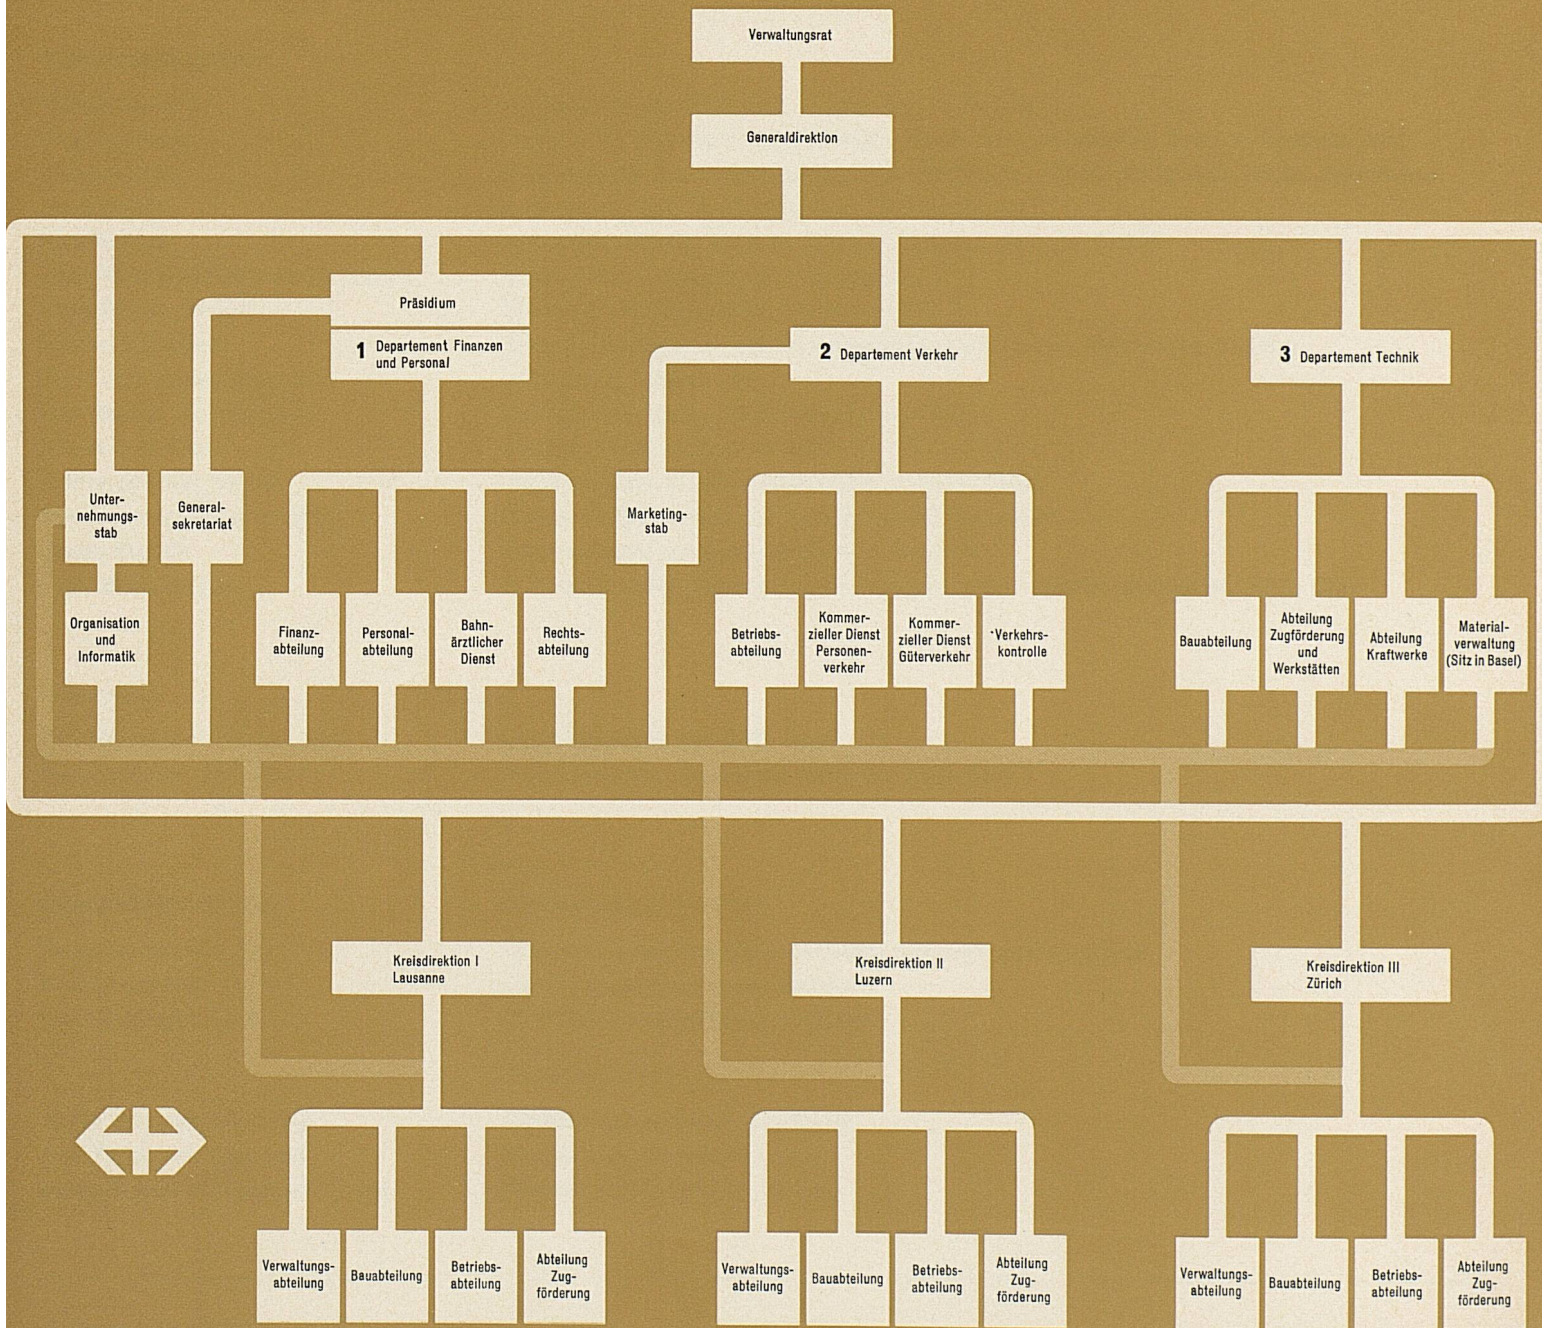 Verwaltungsrat
Generaldirektion
Präsidium
1 Departement Finanzen
und Personal
2 Departement Verkehr
3 Departement Technik
Unter-
nehmungs-
stab
General-
sekretariat
Marketing-
stab
Organisation
und
Informatik
Finanz-
abteilung
Personal-
abteilung
Bahn-
ärztlicher
Dienst
Rechts-
abteilung
Betriebs-
abteilung
Kommer-
zieller Dienst
Personen-
verkehr
Kommer-
zieller Dienst
Güterverkehr
Verkehrs-
kontrolle
Bauabteilung
Abteilung
Zugförderung
und
Werkstätten
Abteilung
Kraftwerke
Material-
verwaltung
(Sitz in Basel)
Kreisdirektion I
Lausanne
Kreisdirektion II
Luzern
Kreisdirektion III
Zürich
Verwaltungs-
abteilung
Bauabteilung
Betriebs-
abteilung
Abteilung
Zug-
förderung
Verwaltungs-
abteilung
Bauabteilung
Betriebs-
abteilung
Abteilung
Zug-
förderung
Verwaltungs-
abteilung
Bauabteilung
Betriebs-
abteilung
Abteilung
Zug-
förderung